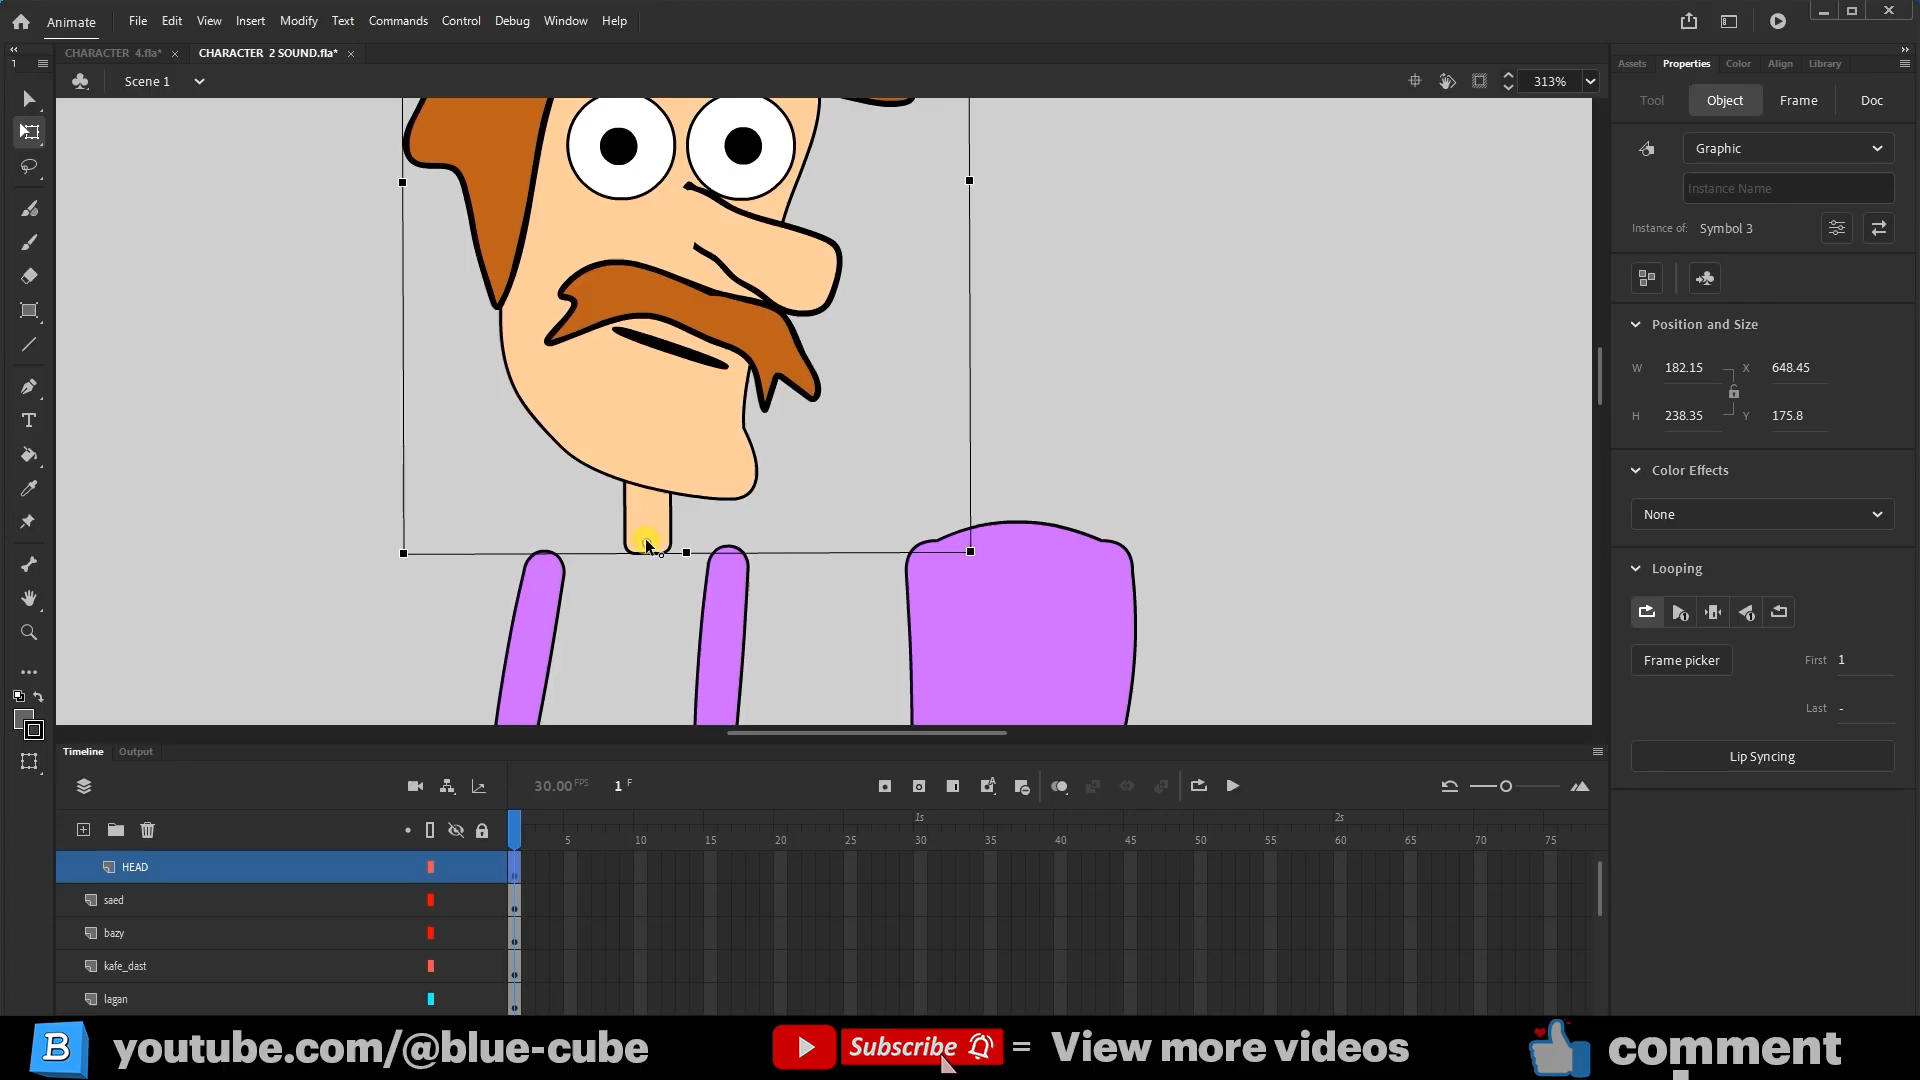 Animate
File Edit View Insert Modify Text Commands Control Debug Window Help
CHARACTER 4.fla* × CHARACTER 2 SOUND.fla* ×
Scene 1
313%
Assets Properties Color Align Library
Tool Object Frame Doc
Graphic
Instance Name
Instance of: Symbol 3
Position and Size
W 182.15 X 648.45
H 238.35 Y 175.8
Color Effects
None
Looping
Frame picker First 1
Last -
Lip Syncing
Timeline Output
30.00 FPS 1 F
1s 2s
5 10 15 20 25 30 35 40 45 50 55 60 65 70 75
HEAD
saed
bazy
kafe_dast
lagan
B youtube.com/@blue-cube Subscribe = View more videos comment